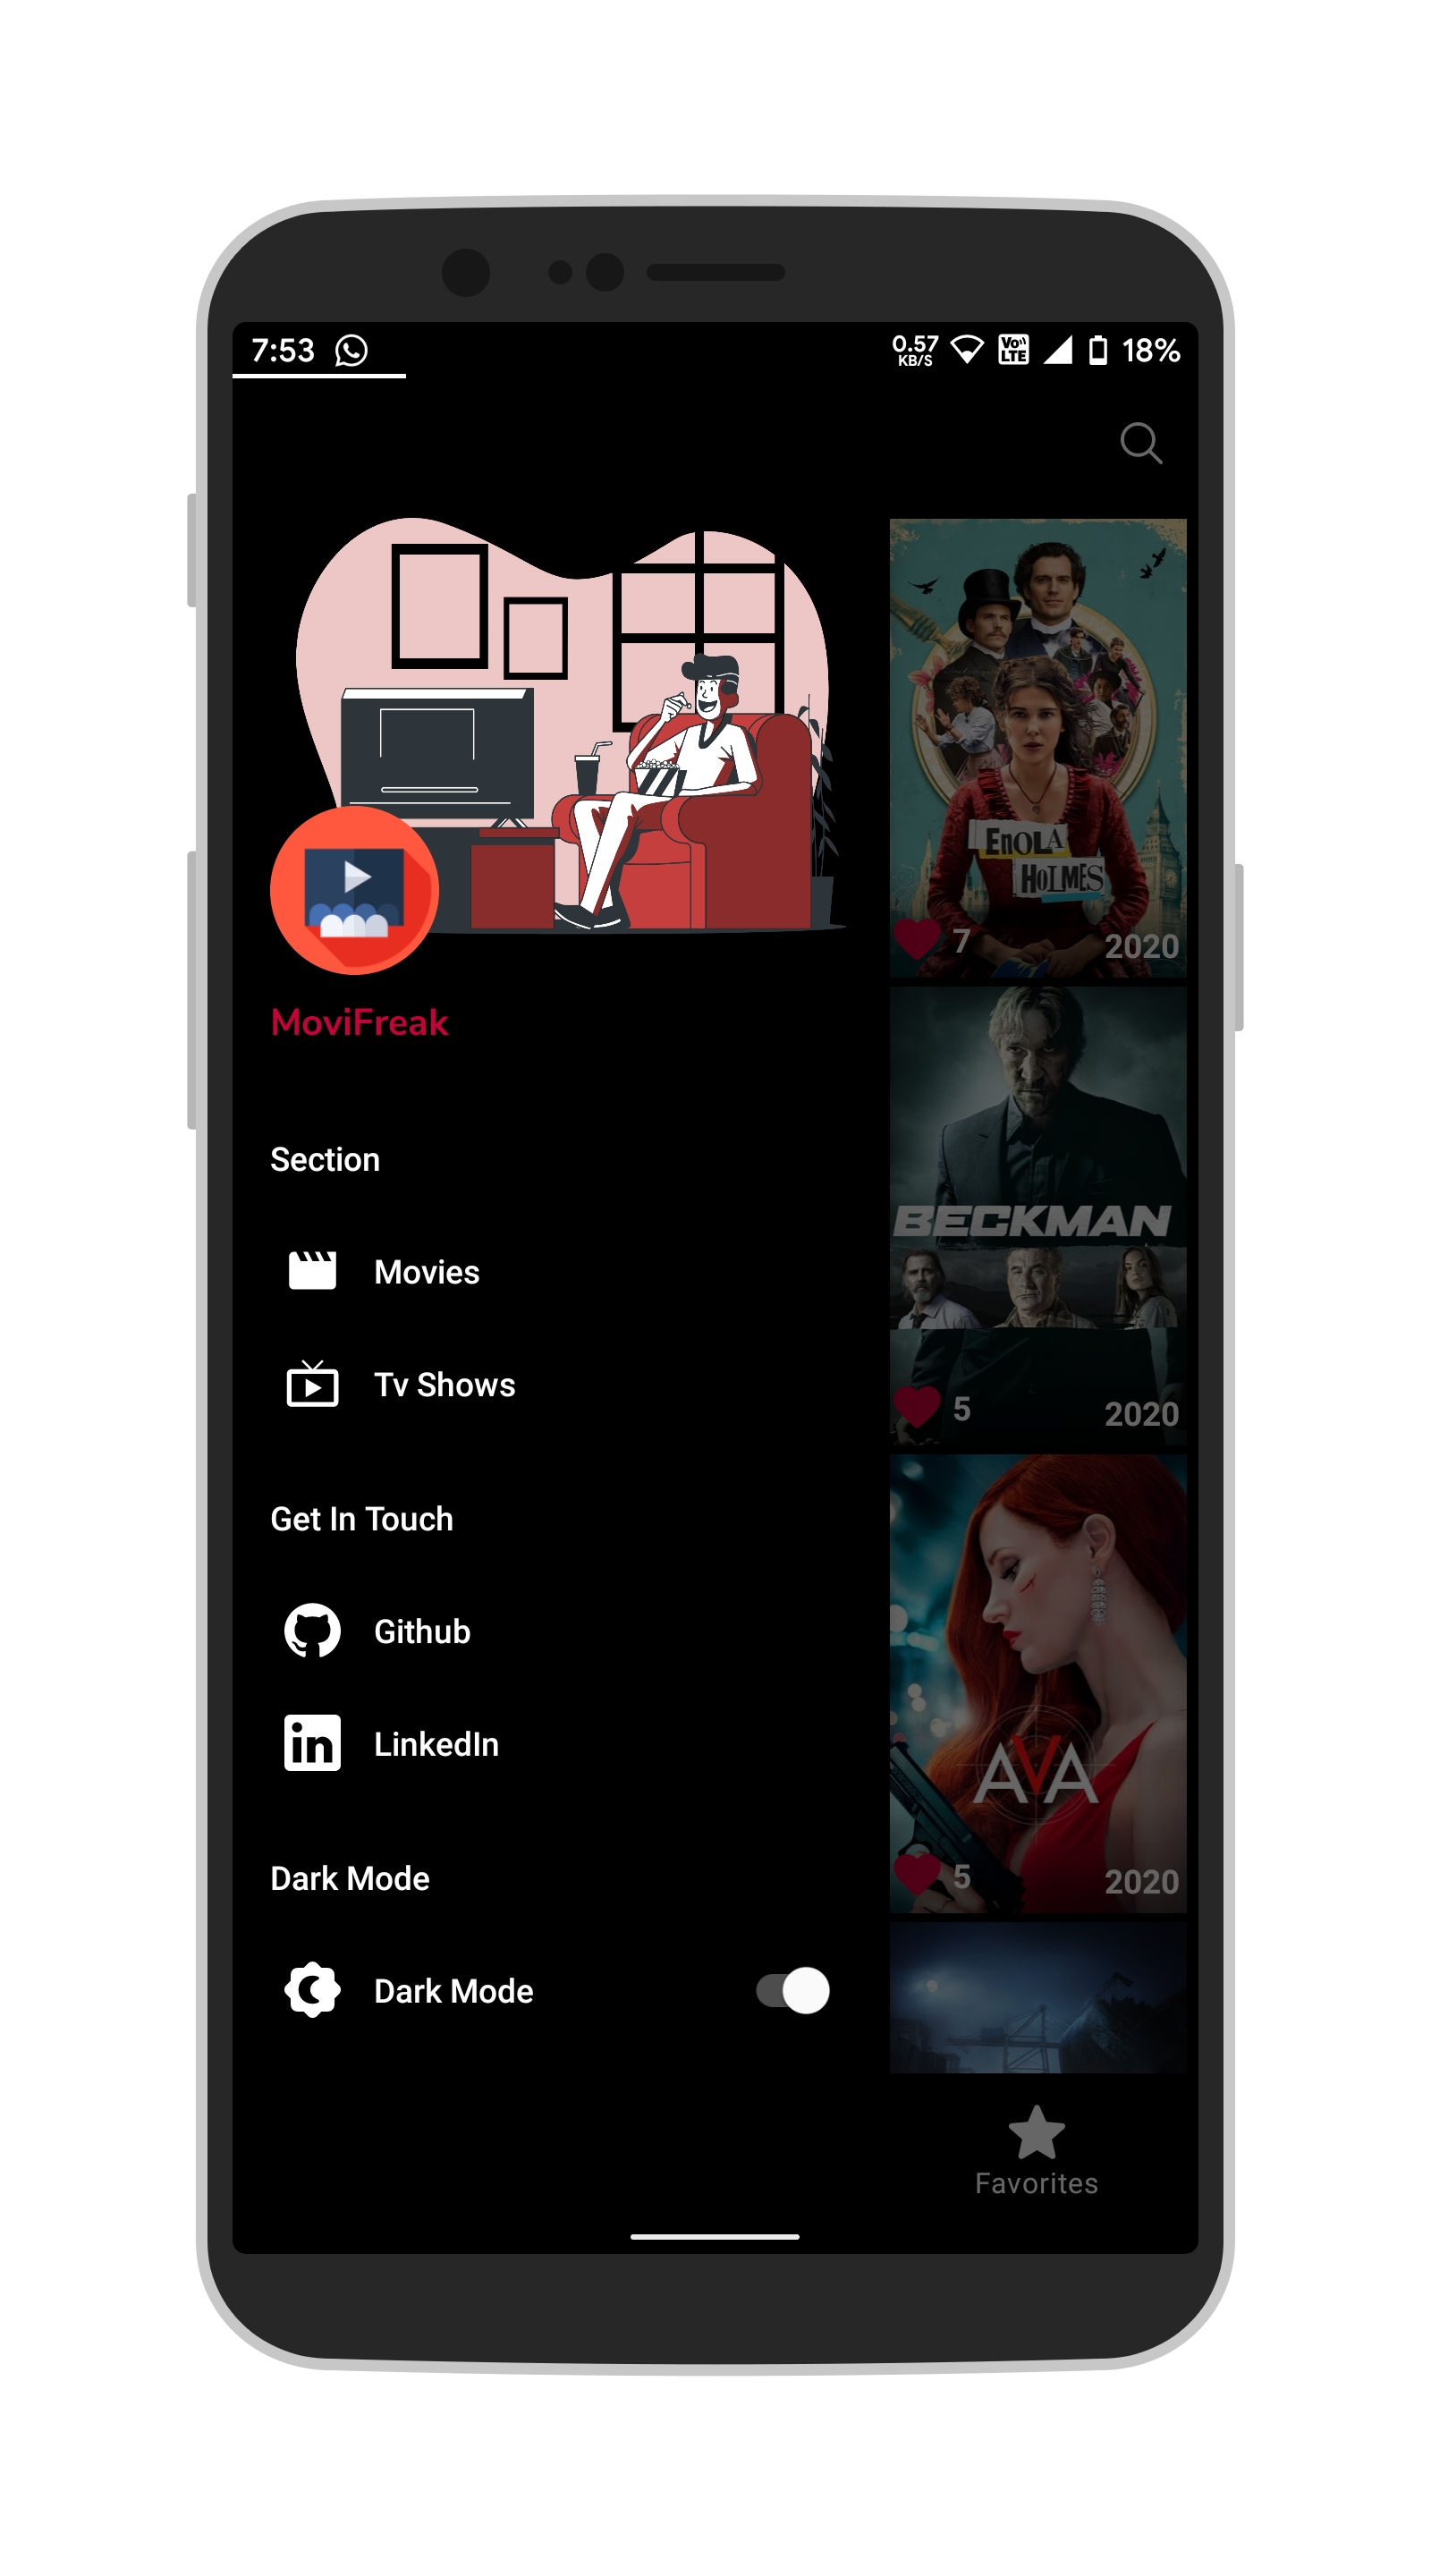 7:53
0.57
KB/S
Vo))
LTE
18%
ENOLA
HOLMES
7
2020
MoviFreak
Section
Movies
Tv Shows
BECKMAN
5
2020
Get In Touch
Github
in
LinkedIn
AVA
5
2020
Dark Mode
Dark Mode
Favorites